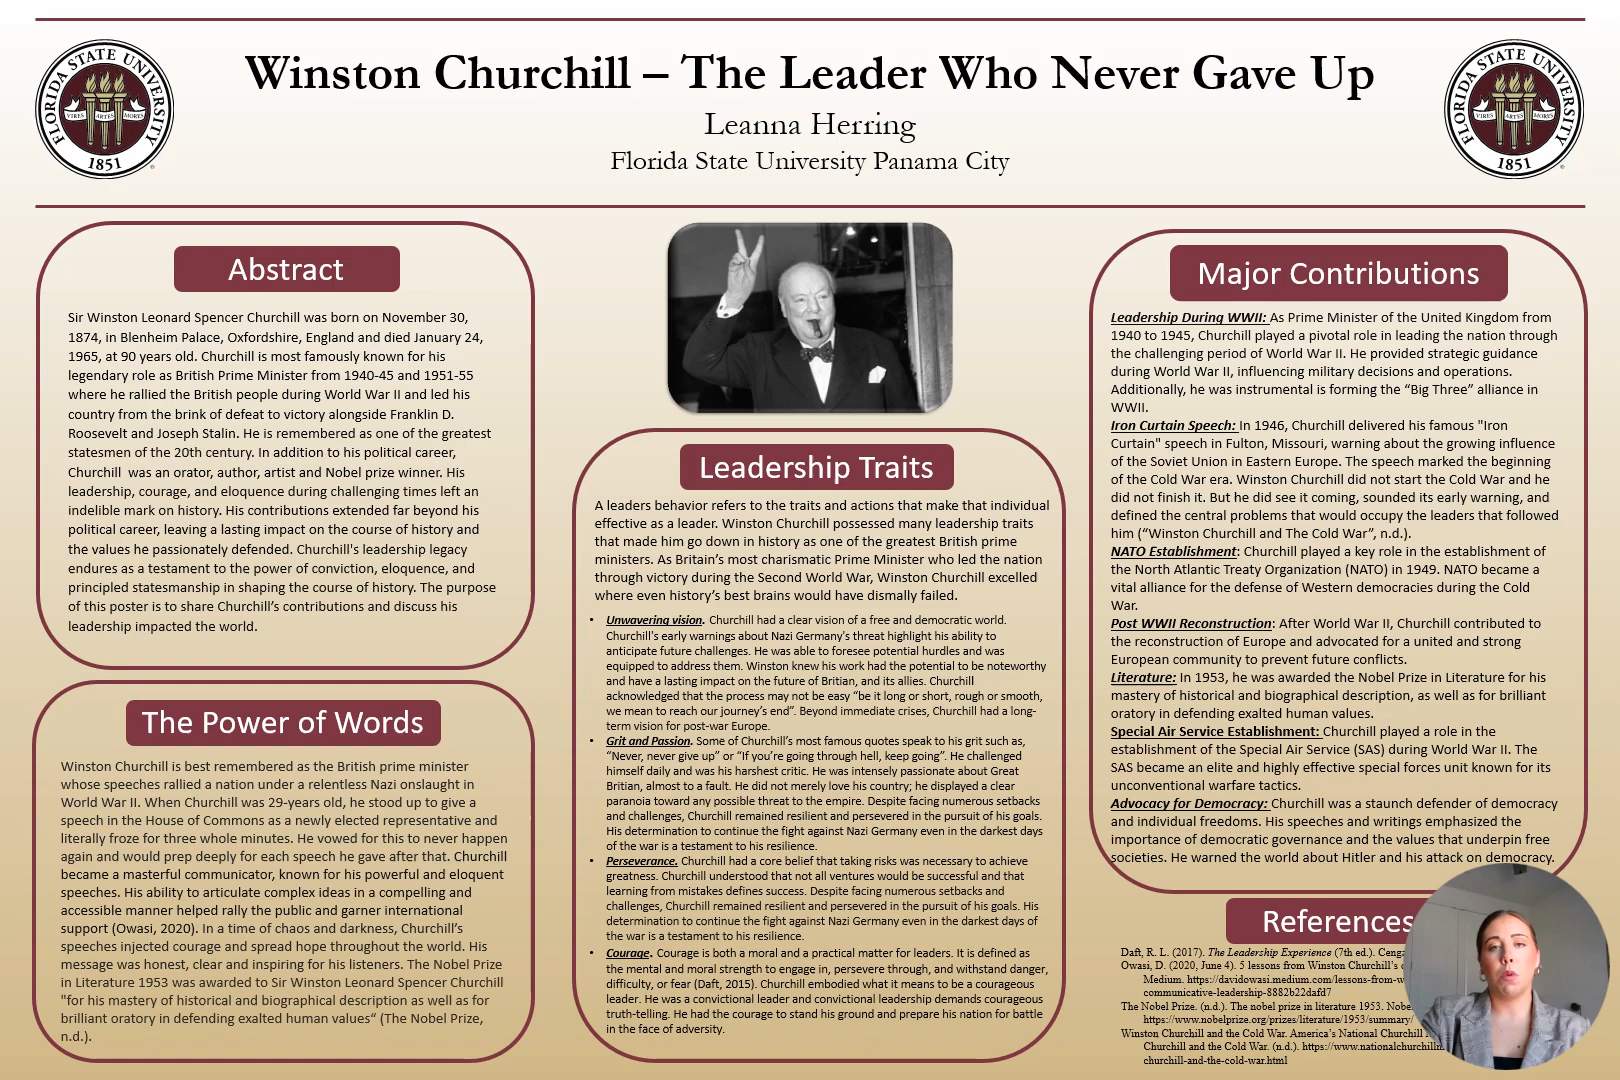 Winston Churchill – The Leader Who Never Gave Up
Leanna Herring
Florida State University Panama City
FLORIDA STATE UNIVERSITY
VIRES ARTES MORES
1851
FLORIDA STATE UNIVERSITY
VIRES ARTES MORES
1851
Abstract
Sir Winston Leonard Spencer Churchill was born on November 30,
1874, in Blenheim Palace, Oxfordshire, England and died January 24,
1965, at 90 years old. Churchill is most famously known for his
legendary role as British Prime Minister from 1940-45 and 1951-55
where he rallied the British people during World War II and led his
country from the brink of defeat to victory alongside Franklin D.
Roosevelt and Joseph Stalin. He is remembered as one of the greatest
statesmen of the 20th century. In addition to his political career,
Churchill  was an orator, author, artist and Nobel prize winner. His
leadership, courage, and eloquence during challenging times left an
indelible mark on history. His contributions extended far beyond his
political career, leaving a lasting impact on the course of history and
the values he passionately defended. Churchill's leadership legacy
endures as a testament to the power of conviction, eloquence, and
principled statesmanship in shaping the course of history. The purpose
of this poster is to share Churchill’s contributions and discuss his
leadership impacted the world.
The Power of Words
Winston Churchill is best remembered as the British prime minister
whose speeches rallied a nation under a relentless Nazi onslaught in
World War II. When Churchill was 29-years old, he stood up to give a
speech in the House of Commons as a newly elected representative and
literally froze for three whole minutes. He vowed for this to never happen
again and would prep deeply for each speech he gave after that. Churchill
became a masterful communicator, known for his powerful and eloquent
speeches. His ability to articulate complex ideas in a compelling and
accessible manner helped rally the public and garner international
support (Owasi, 2020). In a time of chaos and darkness, Churchill’s
speeches injected courage and spread hope throughout the world. His
message was honest, clear and inspiring for his listeners. The Nobel Prize
in Literature 1953 was awarded to Sir Winston Leonard Spencer Churchill
"for his mastery of historical and biographical description as well as for
brilliant oratory in defending exalted human values“ (The Nobel Prize,
n.d.).
Leadership Traits
A leaders behavior refers to the traits and actions that make that individual
effective as a leader. Winston Churchill possessed many leadership traits
that made him go down in history as one of the greatest British prime
ministers. As Britain’s most charismatic Prime Minister who led the nation
through victory during the Second World War, Winston Churchill excelled
where even history’s best brains would have dismally failed.
• Unwavering vision. Churchill had a clear vision of a free and democratic world.
Churchill's early warnings about Nazi Germany's threat highlight his ability to
anticipate future challenges. He was able to foresee potential hurdles and was
equipped to address them. Winston knew his work had the potential to be noteworthy
and have a lasting impact on the future of Britian, and its allies. Churchill
acknowledged that the process may not be easy “be it long or short, rough or smooth,
we mean to reach our journey’s end”. Beyond immediate crises, Churchill had a long-
term vision for post-war Europe.
• Grit and Passion. Some of Churchill’s most famous quotes speak to his grit such as,
“Never, never give up” or “If you’re going through hell, keep going”. He challenged
himself daily and was his harshest critic. He was intensely passionate about Great
Britian, almost to a fault. He did not merely love his country; he displayed a clear
paranoia toward any possible threat to the empire. Despite facing numerous setbacks
and challenges, Churchill remained resilient and persevered in the pursuit of his goals.
His determination to continue the fight against Nazi Germany even in the darkest days
of the war is a testament to his resilience.
• Perseverance. Churchill had a core belief that taking risks was necessary to achieve
greatness. Churchill understood that not all ventures would be successful and that
learning from mistakes defines success. Despite facing numerous setbacks and
challenges, Churchill remained resilient and persevered in the pursuit of his goals. His
determination to continue the fight against Nazi Germany even in the darkest days of
the war is a testament to his resilience.
• Courage. Courage is both a moral and a practical matter for leaders. It is defined as
the mental and moral strength to engage in, persevere through, and withstand danger,
difficulty, or fear (Daft, 2015). Churchill embodied what it means to be a courageous
leader. He was a convictional leader and convictional leadership demands courageous
truth-telling. He had the courage to stand his ground and prepare his nation for battle
in the face of adversity.
Major Contributions
Leadership During WWII: As Prime Minister of the United Kingdom from
1940 to 1945, Churchill played a pivotal role in leading the nation through
the challenging period of World War II. He provided strategic guidance
during World War II, influencing military decisions and operations.
Additionally, he was instrumental is forming the “Big Three” alliance in
WWII.
Iron Curtain Speech: In 1946, Churchill delivered his famous "Iron
Curtain" speech in Fulton, Missouri, warning about the growing influence
of the Soviet Union in Eastern Europe. The speech marked the beginning
of the Cold War era. Winston Churchill did not start the Cold War and he
did not finish it. But he did see it coming, sounded its early warning, and
defined the central problems that would occupy the leaders that followed
him (“Winston Churchill and The Cold War”, n.d.).
NATO Establishment: Churchill played a key role in the establishment of
the North Atlantic Treaty Organization (NATO) in 1949. NATO became a
vital alliance for the defense of Western democracies during the Cold
War.
Post WWII Reconstruction: After World War II, Churchill contributed to
the reconstruction of Europe and advocated for a united and strong
European community to prevent future conflicts.
Literature: In 1953, he was awarded the Nobel Prize in Literature for his
mastery of historical and biographical description, as well as for brilliant
oratory in defending exalted human values.
Special Air Service Establishment: Churchill played a role in the
establishment of the Special Air Service (SAS) during World War II. The
SAS became an elite and highly effective special forces unit known for its
unconventional warfare tactics.
Advocacy for Democracy: Churchill was a staunch defender of democracy
and individual freedoms. His speeches and writings emphasized the
importance of democratic governance and the values that underpin free
societies. He warned the world about Hitler and his attack on democracy.
References
Daft, R. L. (2017). The Leadership Experience (7th ed.).
Owasi, D. (2020, June 4). 5 lessons from Winston Churchill’s
Medium. https://davidowasi.medium.com/lessons-from-w
communicative-leadership-8882b22dafd7
The Nobel Prize. (n.d.). The nobel prize in literature 1953.
https://www.nobelprize.org/prizes/literature/1953/summary/
Winston Churchill and the Cold War. America’s National Churchill
Churchill and the Cold War. (n.d.). https://www.nationalchurchill
churchill-and-the-cold-war.html